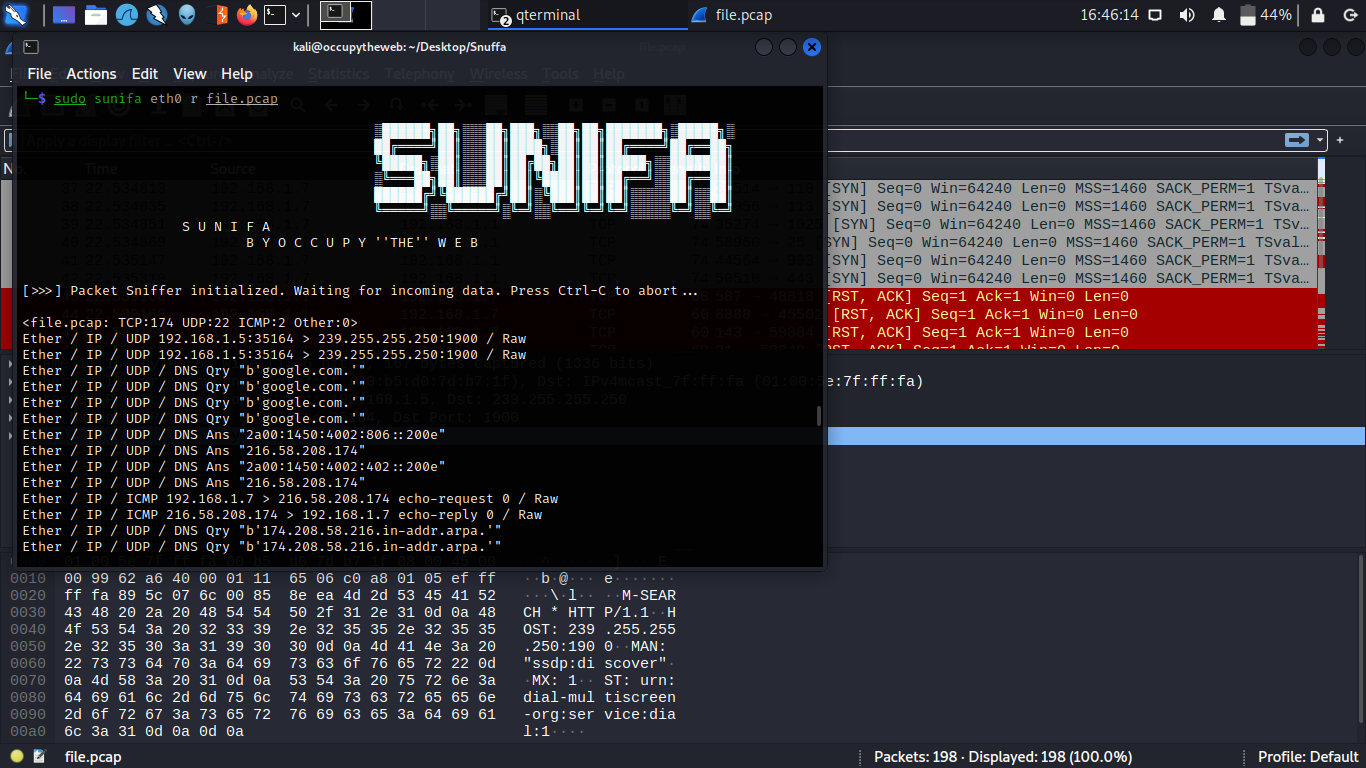 qterminal
file.pcap
16:46:14
44%
kali@occupytheweb: ~/Desktop/Snuffa
File Actions Edit View Help
└─$ sudo sunifa eth0 r file.pcap
SUNIFA
S U N I F A
B Y O C C U P Y ''THE'' W E B
[>>>] Packet Sniffer initialized. Waiting for incoming data. Press Ctrl-C to abort...
<file.pcap: TCP:174 UDP:22 ICMP:2 Other:0>
Ether / IP / UDP 192.168.1.5:35164 > 239.255.255.250:1900 / Raw
Ether / IP / UDP 192.168.1.5:35164 > 239.255.255.250:1900 / Raw
Ether / IP / UDP / DNS Qry "b'google.com.'"
Ether / IP / UDP / DNS Qry "b'google.com.'"
Ether / IP / UDP / DNS Qry "b'google.com.'"
Ether / IP / UDP / DNS Qry "b'google.com.'"
Ether / IP / UDP / DNS Ans "2a00:1450:4002:806::200e"
Ether / IP / UDP / DNS Ans "216.58.208.174"
Ether / IP / UDP / DNS Ans "2a00:1450:4002:402::200e"
Ether / IP / UDP / DNS Ans "216.58.208.174"
Ether / IP / ICMP 192.168.1.7 > 216.58.208.174 echo-request 0 / Raw
Ether / IP / ICMP 216.58.208.174 > 192.168.1.7 echo-reply 0 / Raw
Ether / IP / UDP / DNS Qry "b'174.208.58.216.in-addr.arpa.'"
Ether / IP / UDP / DNS Qry "b'174.208.58.216.in-addr.arpa.'"
[SYN] Seq=0 Win=64240 Len=0 MSS=1460 SACK_PERM=1 TSva…
[SYN] Seq=0 Win=64240 Len=0 MSS=1460 SACK_PERM=1 TSva…
[SYN] Seq=0 Win=64240 Len=0 MSS=1460 SACK_PERM=1 TSv…
[SYN] Seq=0 Win=64240 Len=0 MSS=1460 SACK_PERM=1 TSval…
[SYN] Seq=0 Win=64240 Len=0 MSS=1460 SACK_PERM=1 TSva…
[SYN] Seq=0 Win=64240 Len=0 MSS=1460 SACK_PERM=1 TSva…
[RST, ACK] Seq=1 Ack=1 Win=0 Len=0
[RST, ACK] Seq=1 Ack=1 Win=0 Len=0
[RST, ACK] Seq=1 Ack=1 Win=0 Len=0
e:7f:ff:fa)
0010 00 99 62 a6 40 00 01 11 65 06 c0 a8 01 05 ef ff ··b·@··· e·······
0020 ff fa 89 5c 07 6c 00 85 8e ea 4d 2d 53 45 41 52 ···\·l·· ··M-SEAR
0030 43 48 20 2a 20 48 54 54 50 2f 31 2e 31 0d 0a 48 CH * HTT P/1.1··H
0040 4f 53 54 3a 20 32 33 39 2e 32 35 35 2e 32 35 35 OST: 239 .255.255
0050 2e 32 35 30 3a 31 39 30 30 0d 0a 4d 41 4e 3a 20 .250:190 0··MAN:
0060 22 73 73 64 70 3a 64 69 73 63 6f 76 65 72 22 0d "ssdp:di scover"·
0070 0a 4d 58 3a 20 31 0d 0a 53 54 3a 20 75 72 6e 3a ·MX: 1·· ST: urn:
0080 64 69 61 6c 2d 6d 75 6c 74 69 73 63 72 65 65 6e dial-mul tiscreen
0090 2d 6f 72 67 3a 73 65 72 76 69 63 65 3a 64 69 61 -org:ser vice:dia
00a0 6c 3a 31 0d 0a 0d 0a l:1····
file.pcap
Packets: 198 · Displayed: 198 (100.0%)
Profile: Default